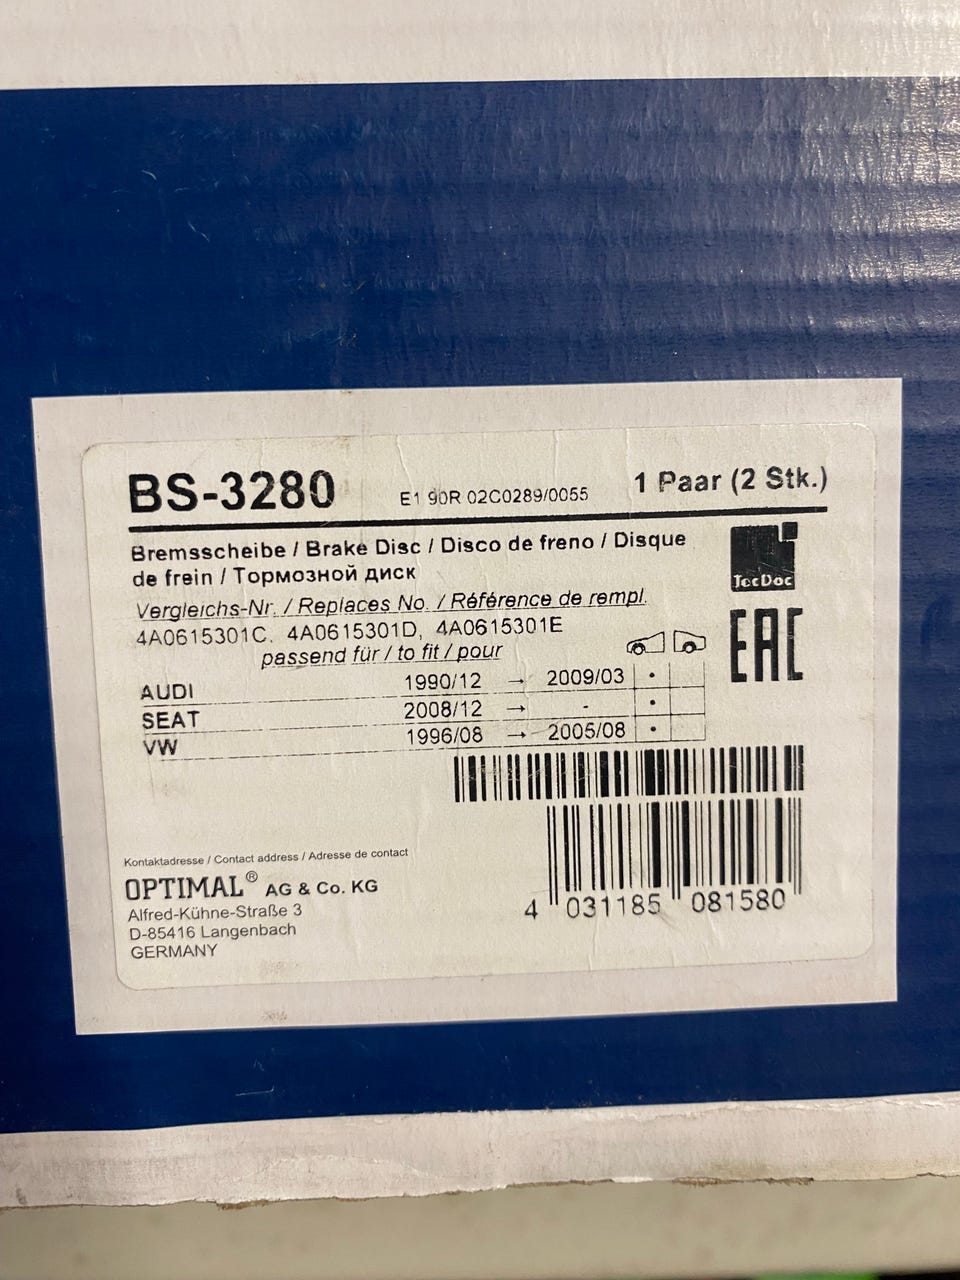 BS-3280 E1 90R 02C0289/0055 1 Paar (2 Stk.)
Bremsscheibe / Brake Disc / Disco de freno / Disque
de frein / Тормозной диск
TecDoc
Vergleichs-Nr. / Replaces No. / Référence de rempl.
4A0615301C, 4A0615301D, 4A0615301E
passend für / to fit / pour
EAC
AUDI 1990/12 → 2009/03 •
SEAT 2008/12 → - •
VW 1996/08 → 2005/08 •
Kontaktadresse / Contact address / Adresse de contact
OPTIMAL® AG & Co. KG
Alfred-Kühne-Straße 3
D-85416 Langenbach
GERMANY
4 031185 081580